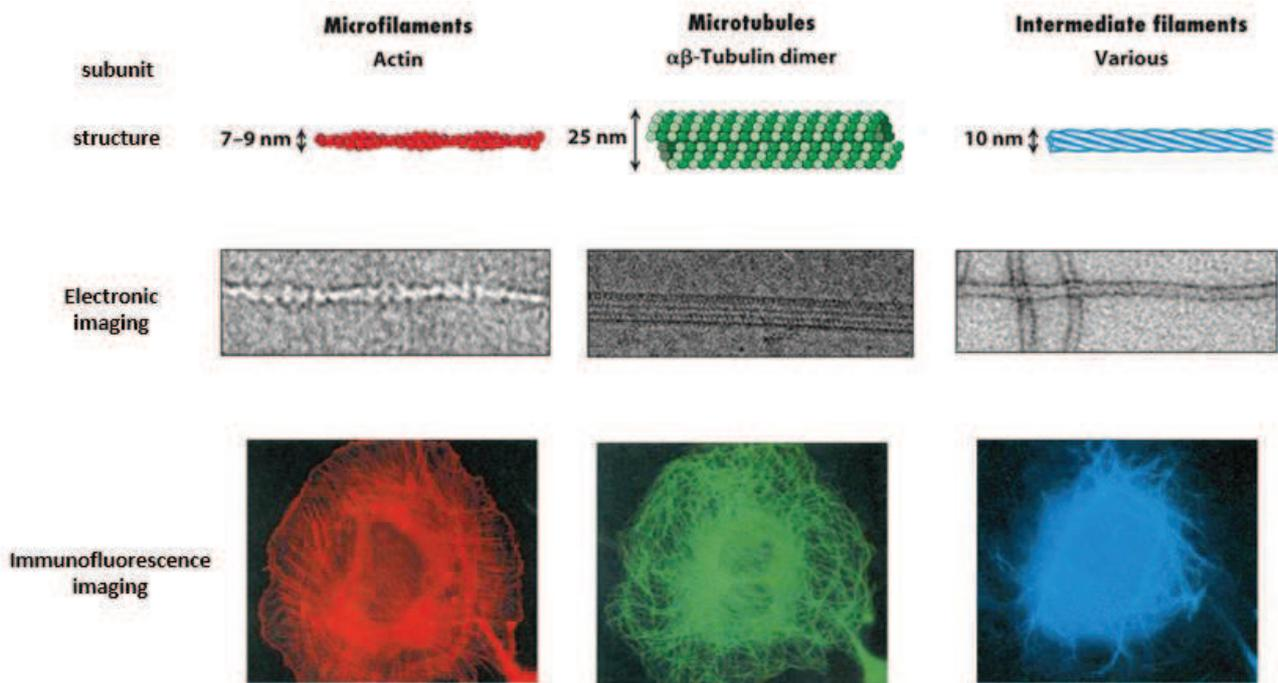 Microfilaments
Microtubules
Intermediate filaments
subunit
Actin
αβ-Tubulin dimer
Various
structure
7–9 nm
25 nm
10 nm
Electronic
imaging
Immunofluorescence
imaging